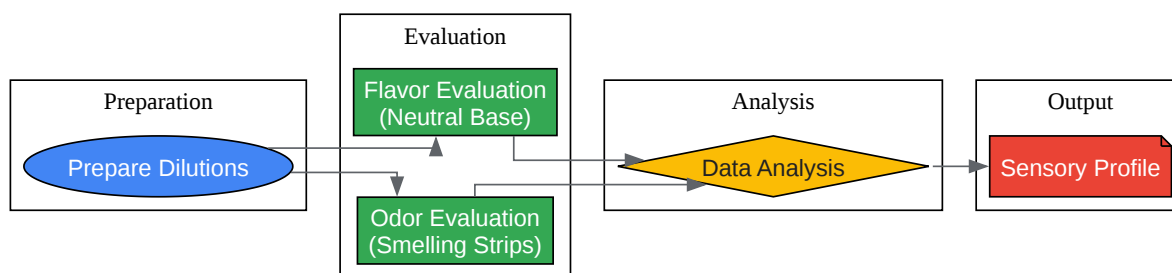 Preparation
Prepare Dilutions
Evaluation
Flavor Evaluation
(Neutral Base)
Odor Evaluation
(Smelling Strips)
Analysis
Data Analysis
Output
Sensory Profile